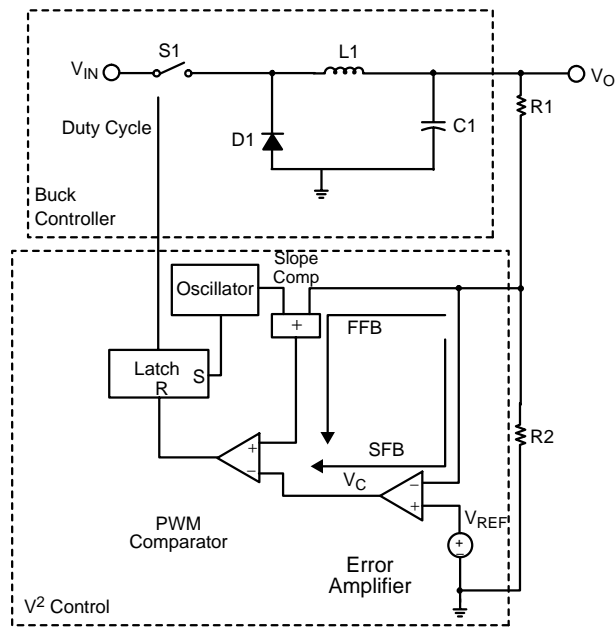 S1
L1
V_IN
V_O
R1
Duty Cycle
C1
D1
Buck
Controller
Slope
Comp
Oscillator
+
FFB
Latch
S
R
R2
+
SFB
−
V_C
−
+
V_REF
PWM
Comparator
+
−
Error
Amplifier
V² Control